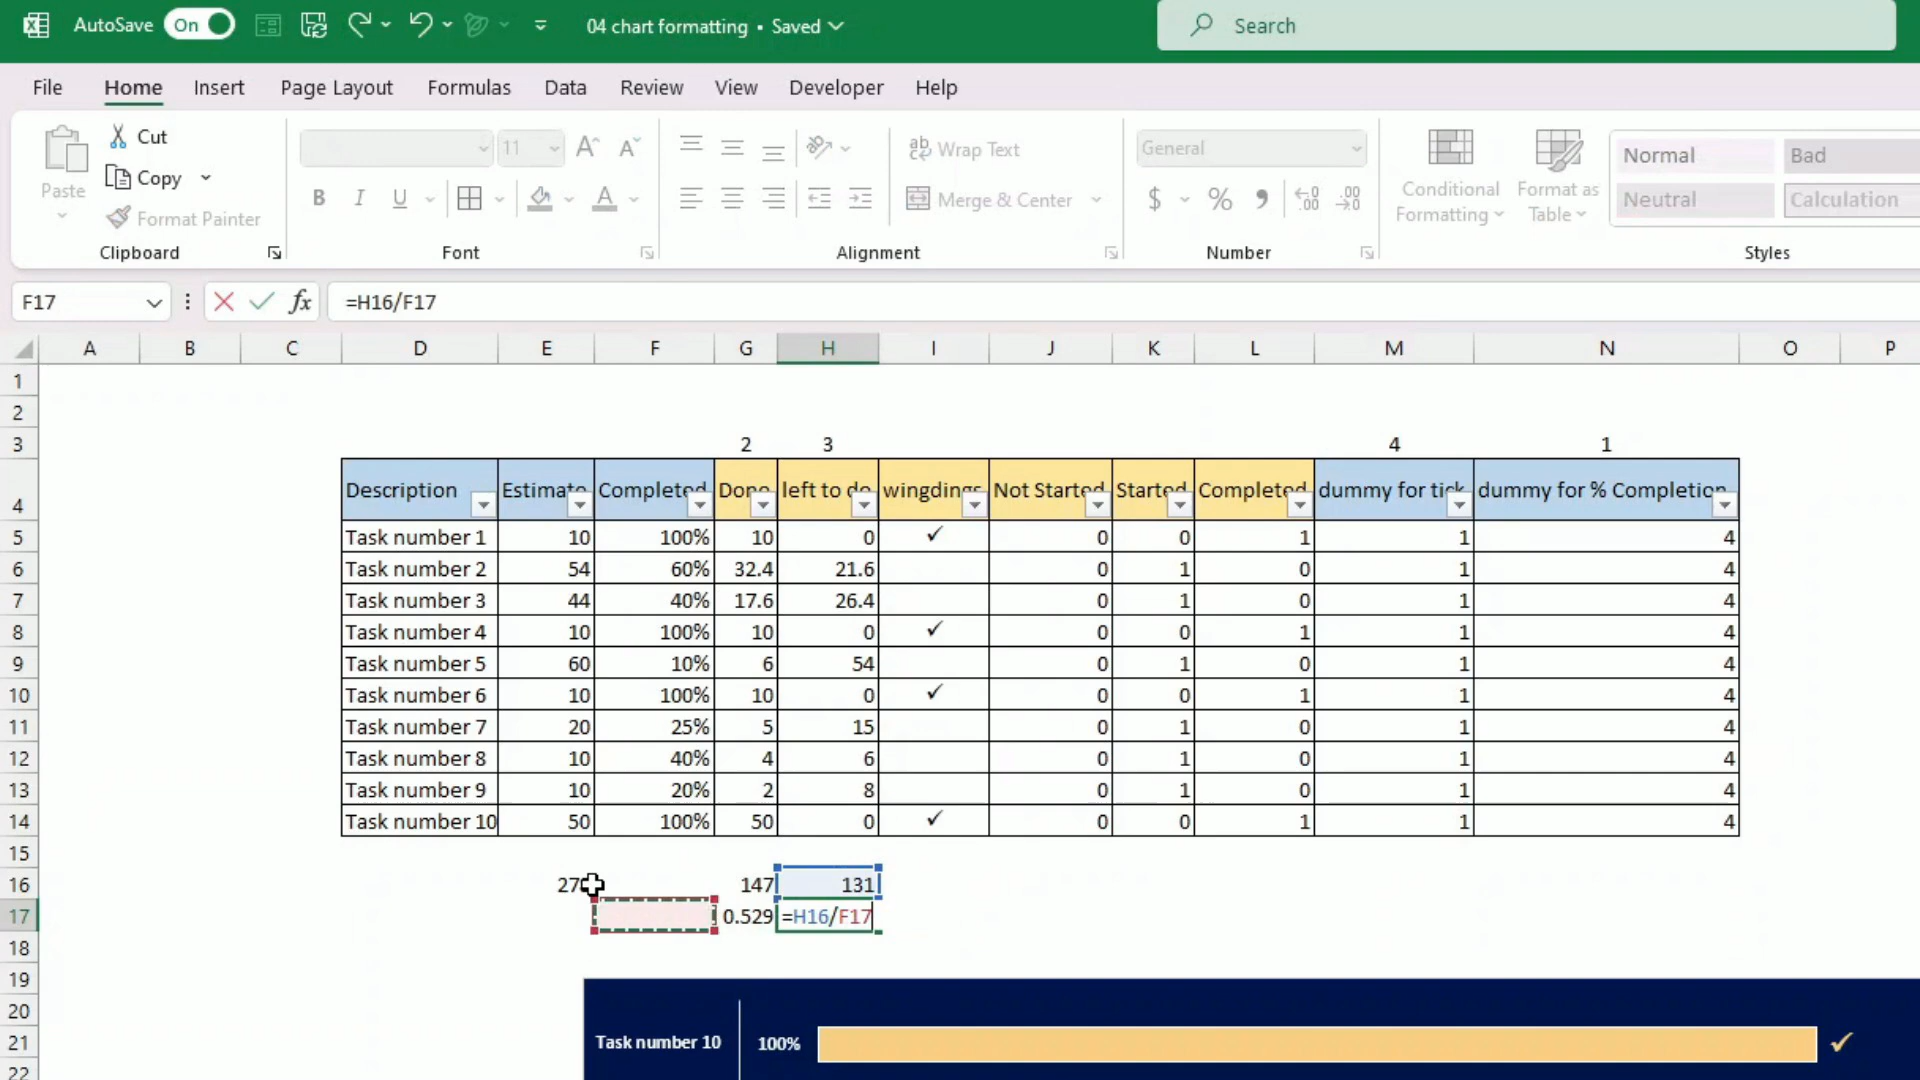 AutoSave On 04 chart formatting • Saved Search
File Home Insert Page Layout Formulas Data Review View Developer Help
Paste Cut Copy Format Painter Clipboard
11 B I U A Font
Wrap Text Merge & Center Alignment
General $ % Number
Conditional Formatting Format as Table Normal Bad Neutral Calculation Styles
F17 fx =H16/F17
A B C D E F G H I J K L M N O P
1
2
3 2 3 4 1
4 Description Estimate Completed Done left to do wingdings Not Started Started Completed dummy for tick dummy for % Completion
5 Task number 1 10 100% 10 0 ✓ 0 0 1 1 4
6 Task number 2 54 60% 32.4 21.6 0 1 0 1 4
7 Task number 3 44 40% 17.6 26.4 0 1 0 1 4
8 Task number 4 10 100% 10 0 ✓ 0 0 1 1 4
9 Task number 5 60 10% 6 54 0 1 0 1 4
10 Task number 6 10 100% 10 0 ✓ 0 0 1 1 4
11 Task number 7 20 25% 5 15 0 1 0 1 4
12 Task number 8 10 40% 4 6 0 1 0 1 4
13 Task number 9 10 20% 2 8 0 1 0 1 4
14 Task number 10 50 100% 50 0 ✓ 0 0 1 1 4
15
16 147 131
17 0.529 =H16/F17
18
19
20
21 Task number 10 100% ✓
22